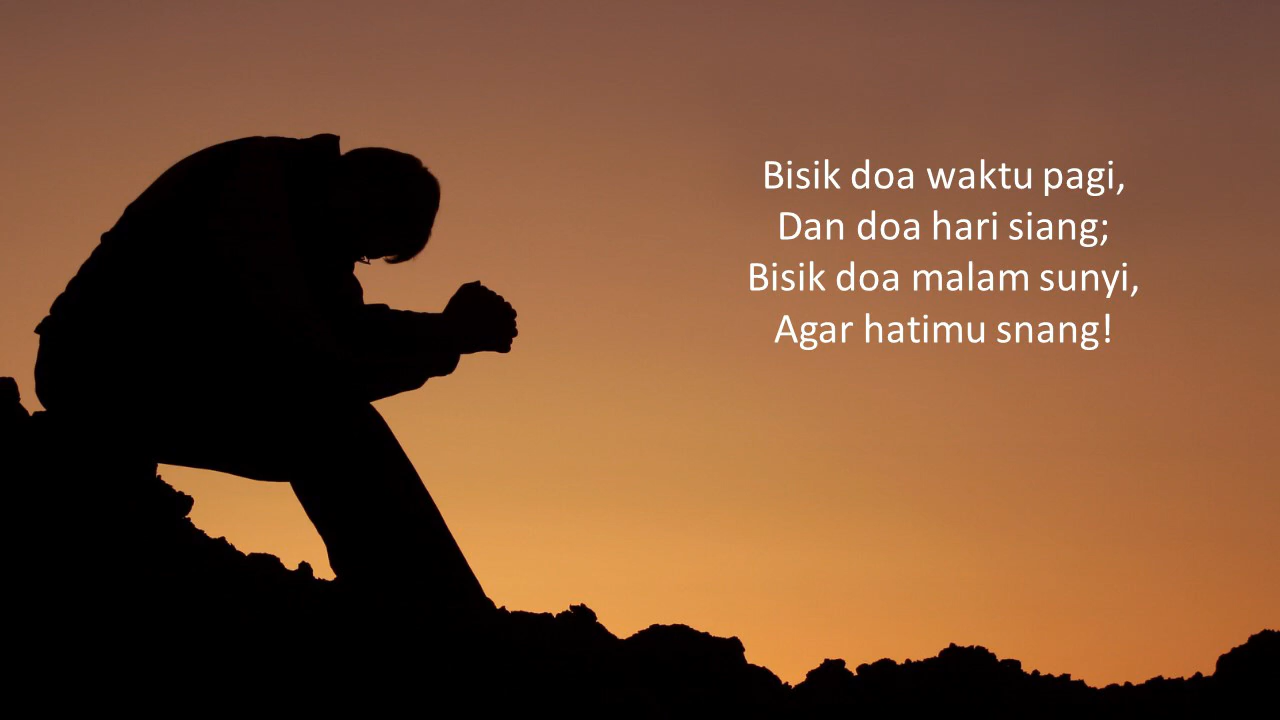 Bisik doa waktu pagi,
Dan doa hari siang;
Bisik doa malam sunyi,
Agar hatimu snang!